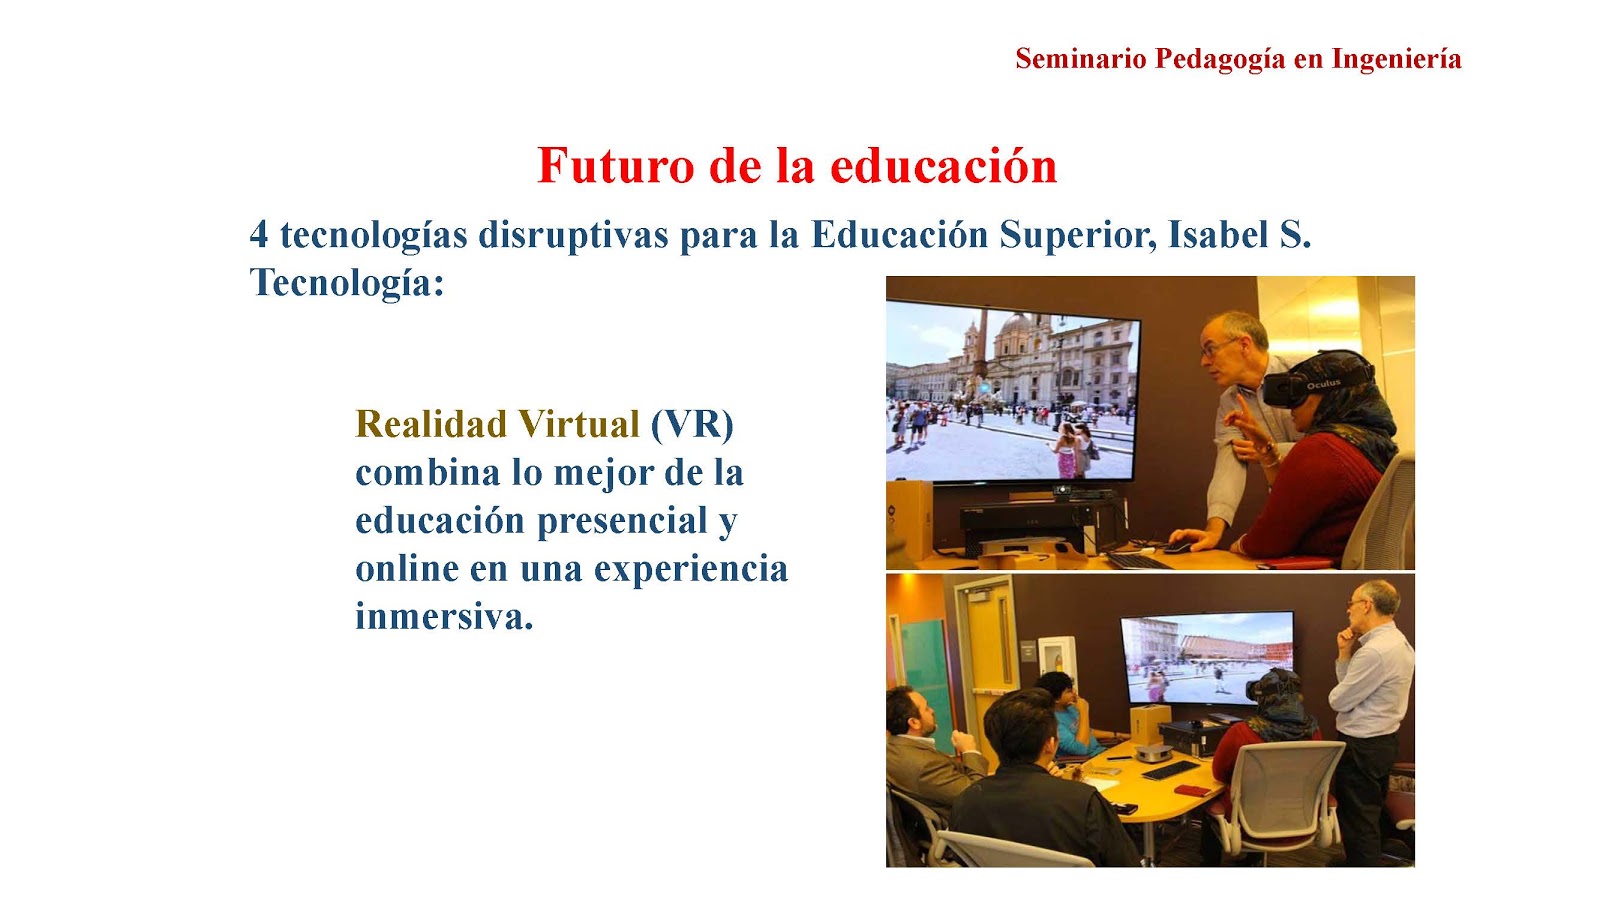 Seminario Pedagogía en Ingeniería
Futuro de la educación
4 tecnologías disruptivas para la Educación Superior, Isabel S.
Tecnología:
Realidad Virtual (VR)
combina lo mejor de la
educación presencial y
online en una experiencia
inmersiva.
Oculus